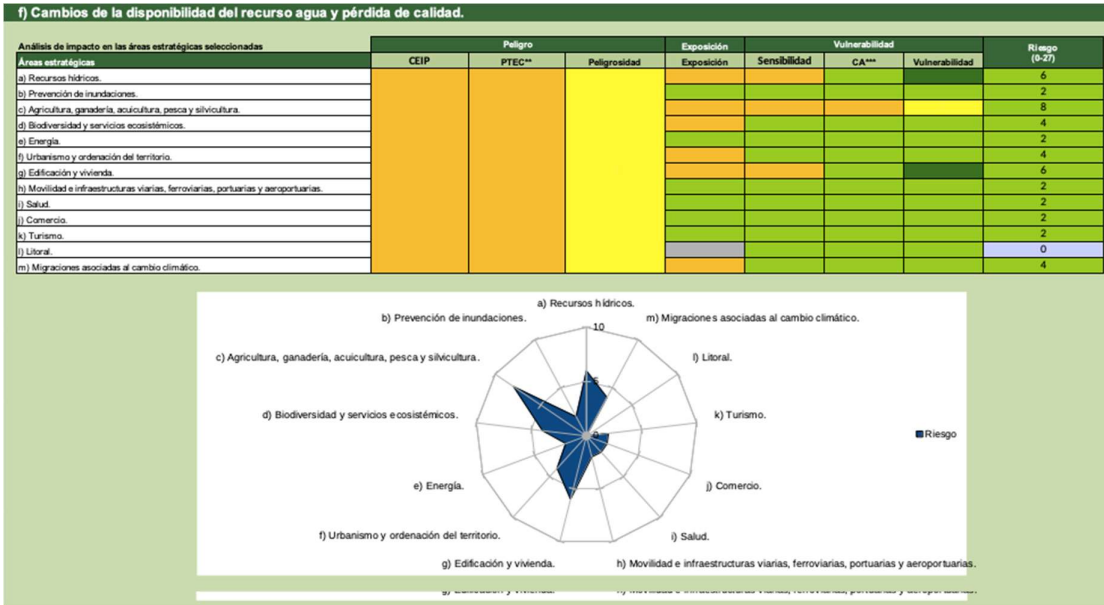 f) Cambios de la disponibilidad del recurso agua y pérdida de calidad.
Análisis de impacto en las áreas estratégicas seleccionadas Peligro Exposición Vulnerabilidad Riesgo (0-27)
Áreas estratégicas CEIP PTEC** Peligrosidad Exposición Sensibilidad CA*** Vulnerabilidad
a) Recursos hídricos. 6
b) Prevención de inundaciones. 2
c) Agricultura, ganadería, acuicultura, pesca y silvicultura. 8
d) Biodiversidad y servicios ecosistémicos. 4
e) Energía. 2
f) Urbanismo y ordenación del territorio. 4
g) Edificación y vivienda. 6
h) Movilidad e infraestructuras viarias, ferroviarias, portuarias y aeroportuarias. 2
i) Salud. 2
j) Comercio. 2
k) Turismo. 2
l) Litoral. 0
m) Migraciones asociadas al cambio climático. 4
a) Recursos hídricos.
b) Prevención de inundaciones. m) Migraciones asociadas al cambio climático.
10
c) Agricultura, ganadería, acuicultura, pesca y silvicultura. l) Litoral.
5
d) Biodiversidad y servicios ecosistémicos. k) Turismo.
0 Riesgo
e) Energía. j) Comercio.
f) Urbanismo y ordenación del territorio. i) Salud.
g) Edificación y vivienda. h) Movilidad e infraestructuras viarias, ferroviarias, portuarias y aeroportuarias.